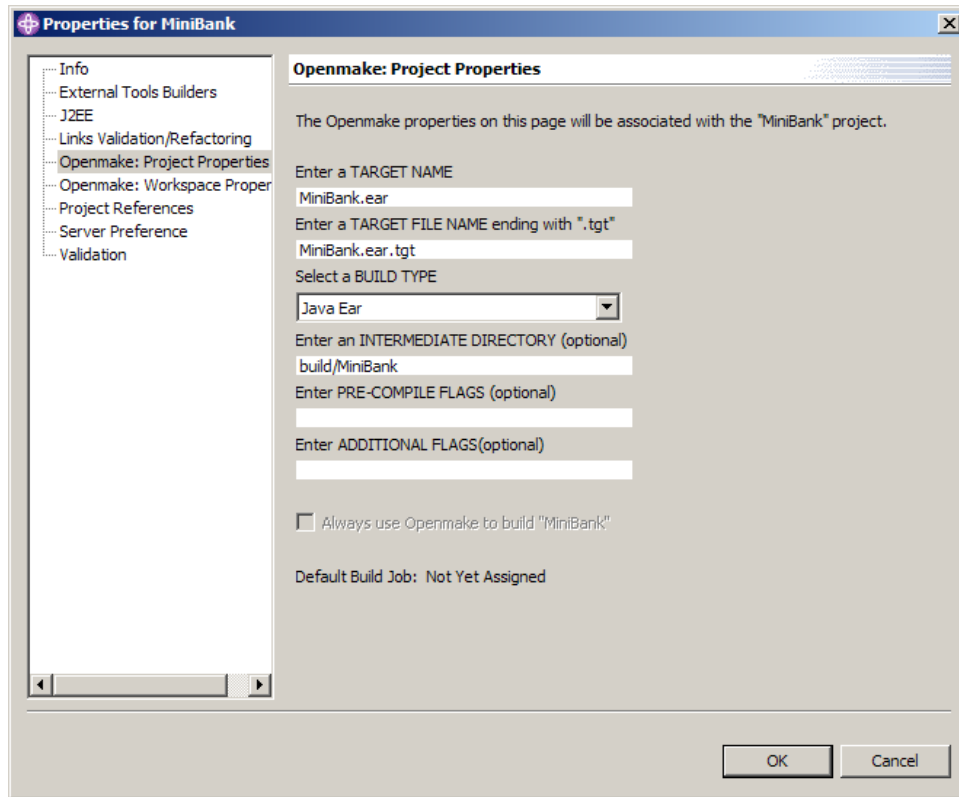 Properties for MiniBank
Info
External Tools Builders
J2EE
Links Validation/Refactoring
Openmake: Project Properties
Openmake: Workspace Proper
Project References
Server Preference
Validation
Openmake: Project Properties
The Openmake properties on this page will be associated with the "MiniBank" project.
Enter a TARGET NAME
MiniBank.ear
Enter a TARGET FILE NAME ending with ".tgt"
MiniBank.ear.tgt
Select a BUILD TYPE
Java Ear
Enter an INTERMEDIATE DIRECTORY (optional)
build/MiniBank
Enter PRE-COMPILE FLAGS (optional)
Enter ADDITIONAL FLAGS(optional)
Always use Openmake to build "MiniBank"
Default Build Job: Not Yet Assigned
OK
Cancel